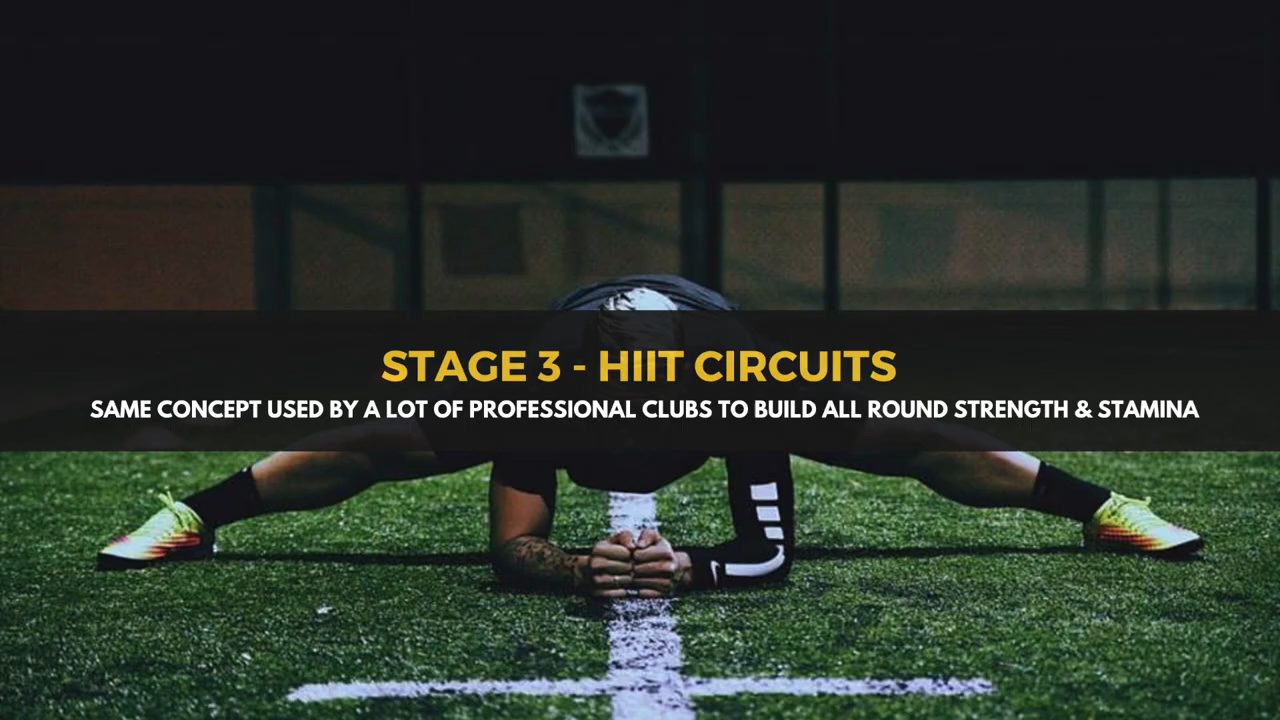 STAGE 3 - HIIT CIRCUITS
SAME CONCEPT USED BY A LOT OF PROFESSIONAL CLUBS TO BUILD ALL ROUND STRENGTH & STAMINA